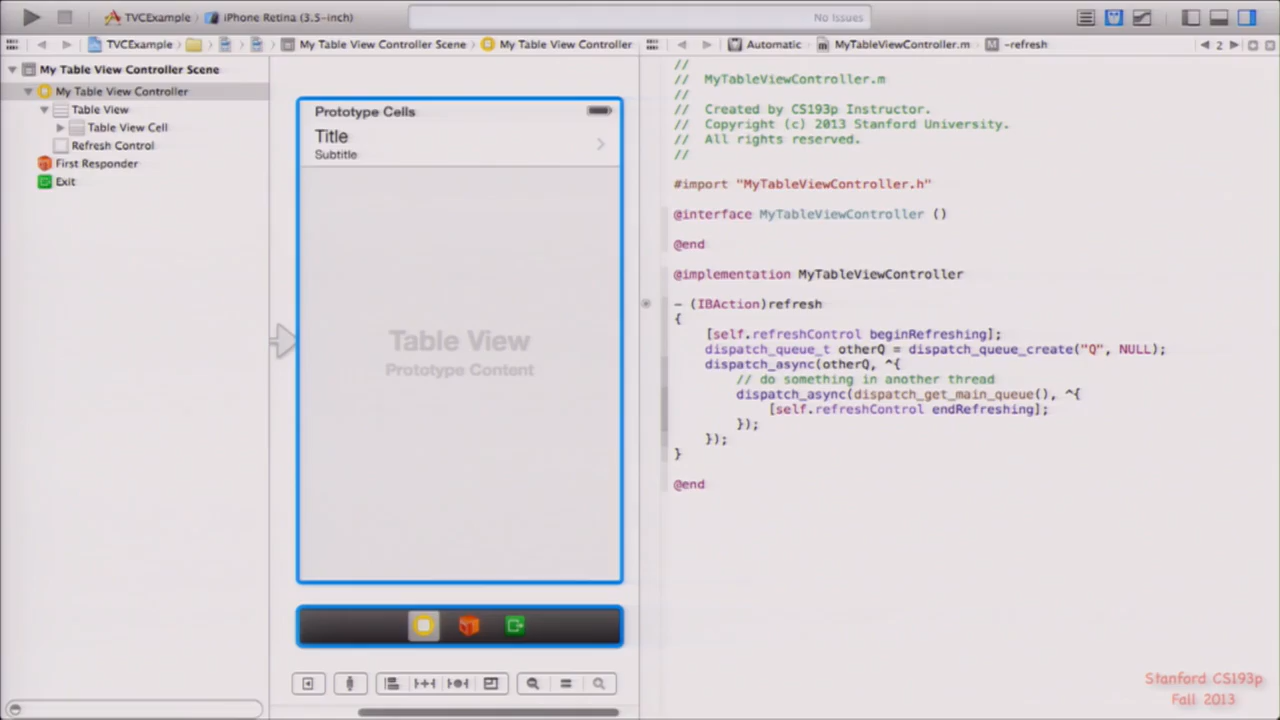 TVCExample iPhone Retina (3.5-inch) No Issues
TVCExample My Table View Controller Scene My Table View Controller Automatic MyTableViewController.m M -refresh 2
My Table View Controller Scene
My Table View Controller
Table View
Table View Cell
Refresh Control
First Responder
Exit
Prototype Cells
Title
Subtitle
Table View
Prototype Content
//
// MyTableViewController.m
//
// Created by CS193p Instructor.
// Copyright (c) 2013 Stanford University.
// All rights reserved.
//
#import "MyTableViewController.h"
@interface MyTableViewController ()
@end
@implementation MyTableViewController
- (IBAction)refresh
{
[self.refreshControl beginRefreshing];
dispatch_queue_t otherQ = dispatch_queue_create("Q", NULL);
dispatch_async(otherQ, ^{
// do something in another thread
dispatch_async(dispatch_get_main_queue(), ^{
[self.refreshControl endRefreshing];
});
});
}
@end
Stanford CS193p
Fall 2013